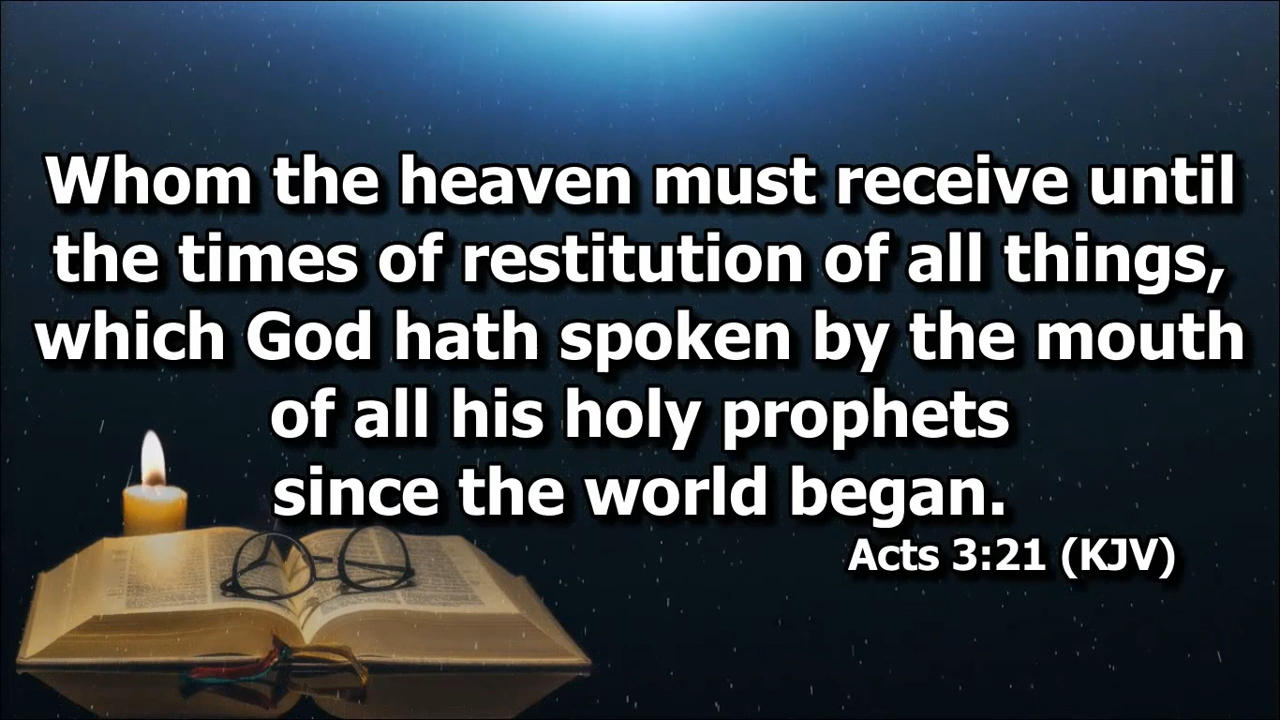 Whom the heaven must receive until
the times of restitution of all things,
which God hath spoken by the mouth
of all his holy prophets
since the world began.
Acts 3:21 (KJV)